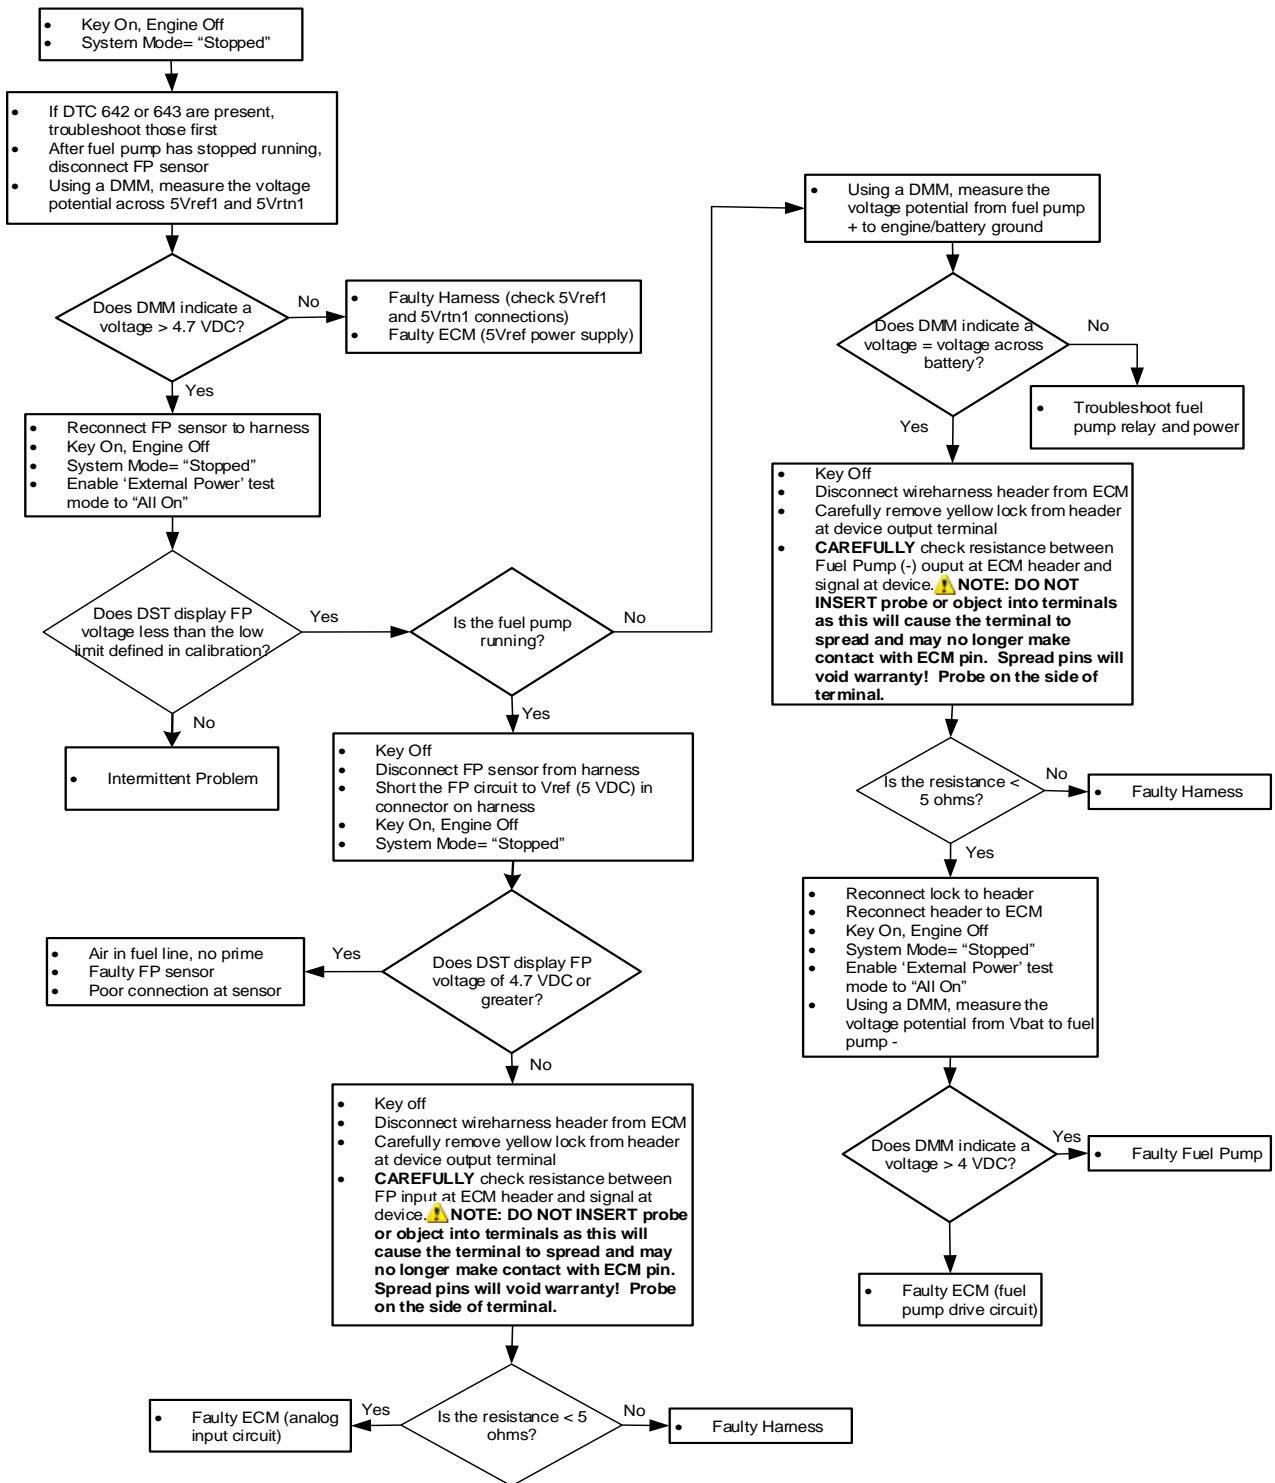 • Key On, Engine Off
• System Mode= “Stopped”
• If DTC 642 or 643 are present,
troubleshoot those first
• After fuel pump has stopped running,
disconnect FP sensor
• Using a DMM, measure the voltage
potential across 5Vref1 and 5Vrtn1
Does DMM indicate a
voltage > 4.7 VDC?
No
• Faulty Harness (check 5Vref1
and 5Vrtn1 connections)
• Faulty ECM (5Vref power supply)
Yes
• Reconnect FP sensor to harness
• Key On, Engine Off
• System Mode= “Stopped”
• Enable ‘External Power’ test
mode to “All On”
Does DST display FP
voltage less than the low
limit defined in calibration?
Yes
No
• Intermittent Problem
Is the fuel pump
running?
No
Yes
• Key Off
• Disconnect FP sensor from harness
• Short the FP circuit to Vref (5 VDC) in
connector on harness
• Key On, Engine Off
• System Mode= “Stopped”
Does DST display FP
voltage of 4.7 VDC or
greater?
Yes
• Air in fuel line, no prime
• Faulty FP sensor
• Poor connection at sensor
No
• Key off
• Disconnect wireharness header from ECM
• Carefully remove yellow lock from header
at device output terminal
• CAREFULLY check resistance between
FP input at ECM header and signal at
device. NOTE: DO NOT INSERT probe
or object into terminals as this will
cause the terminal to spread and may
no longer make contact with ECM pin.
Spread pins will void warranty! Probe
on the side of terminal.
Is the resistance < 5
ohms?
Yes
• Faulty ECM (analog
input circuit)
No
• Faulty Harness
• Using a DMM, measure the
voltage potential from fuel pump
+ to engine/battery ground
Does DMM indicate a
voltage = voltage across
battery?
No
• Troubleshoot fuel
pump relay and power
Yes
• Key Off
• Disconnect wireharness header from ECM
• Carefully remove yellow lock from header
at device output terminal
• CAREFULLY check resistance between
Fuel Pump (-) ouput at ECM header and
signal at device. NOTE: DO NOT
INSERT probe or object into terminals
as this will cause the terminal to
spread and may no longer make
contact with ECM pin. Spread pins will
void warranty! Probe on the side of
terminal.
Is the resistance <
5 ohms?
No
• Faulty Harness
Yes
• Reconnect lock to header
• Reconnect header to ECM
• Key On, Engine Off
• System Mode= “Stopped”
• Enable ‘External Power’ test
mode to “All On”
• Using a DMM, measure the
voltage potential from Vbat to fuel
pump -
Does DMM indicate a
voltage > 4 VDC?
Yes
• Faulty Fuel Pump
• Faulty ECM (fuel
pump drive circuit)